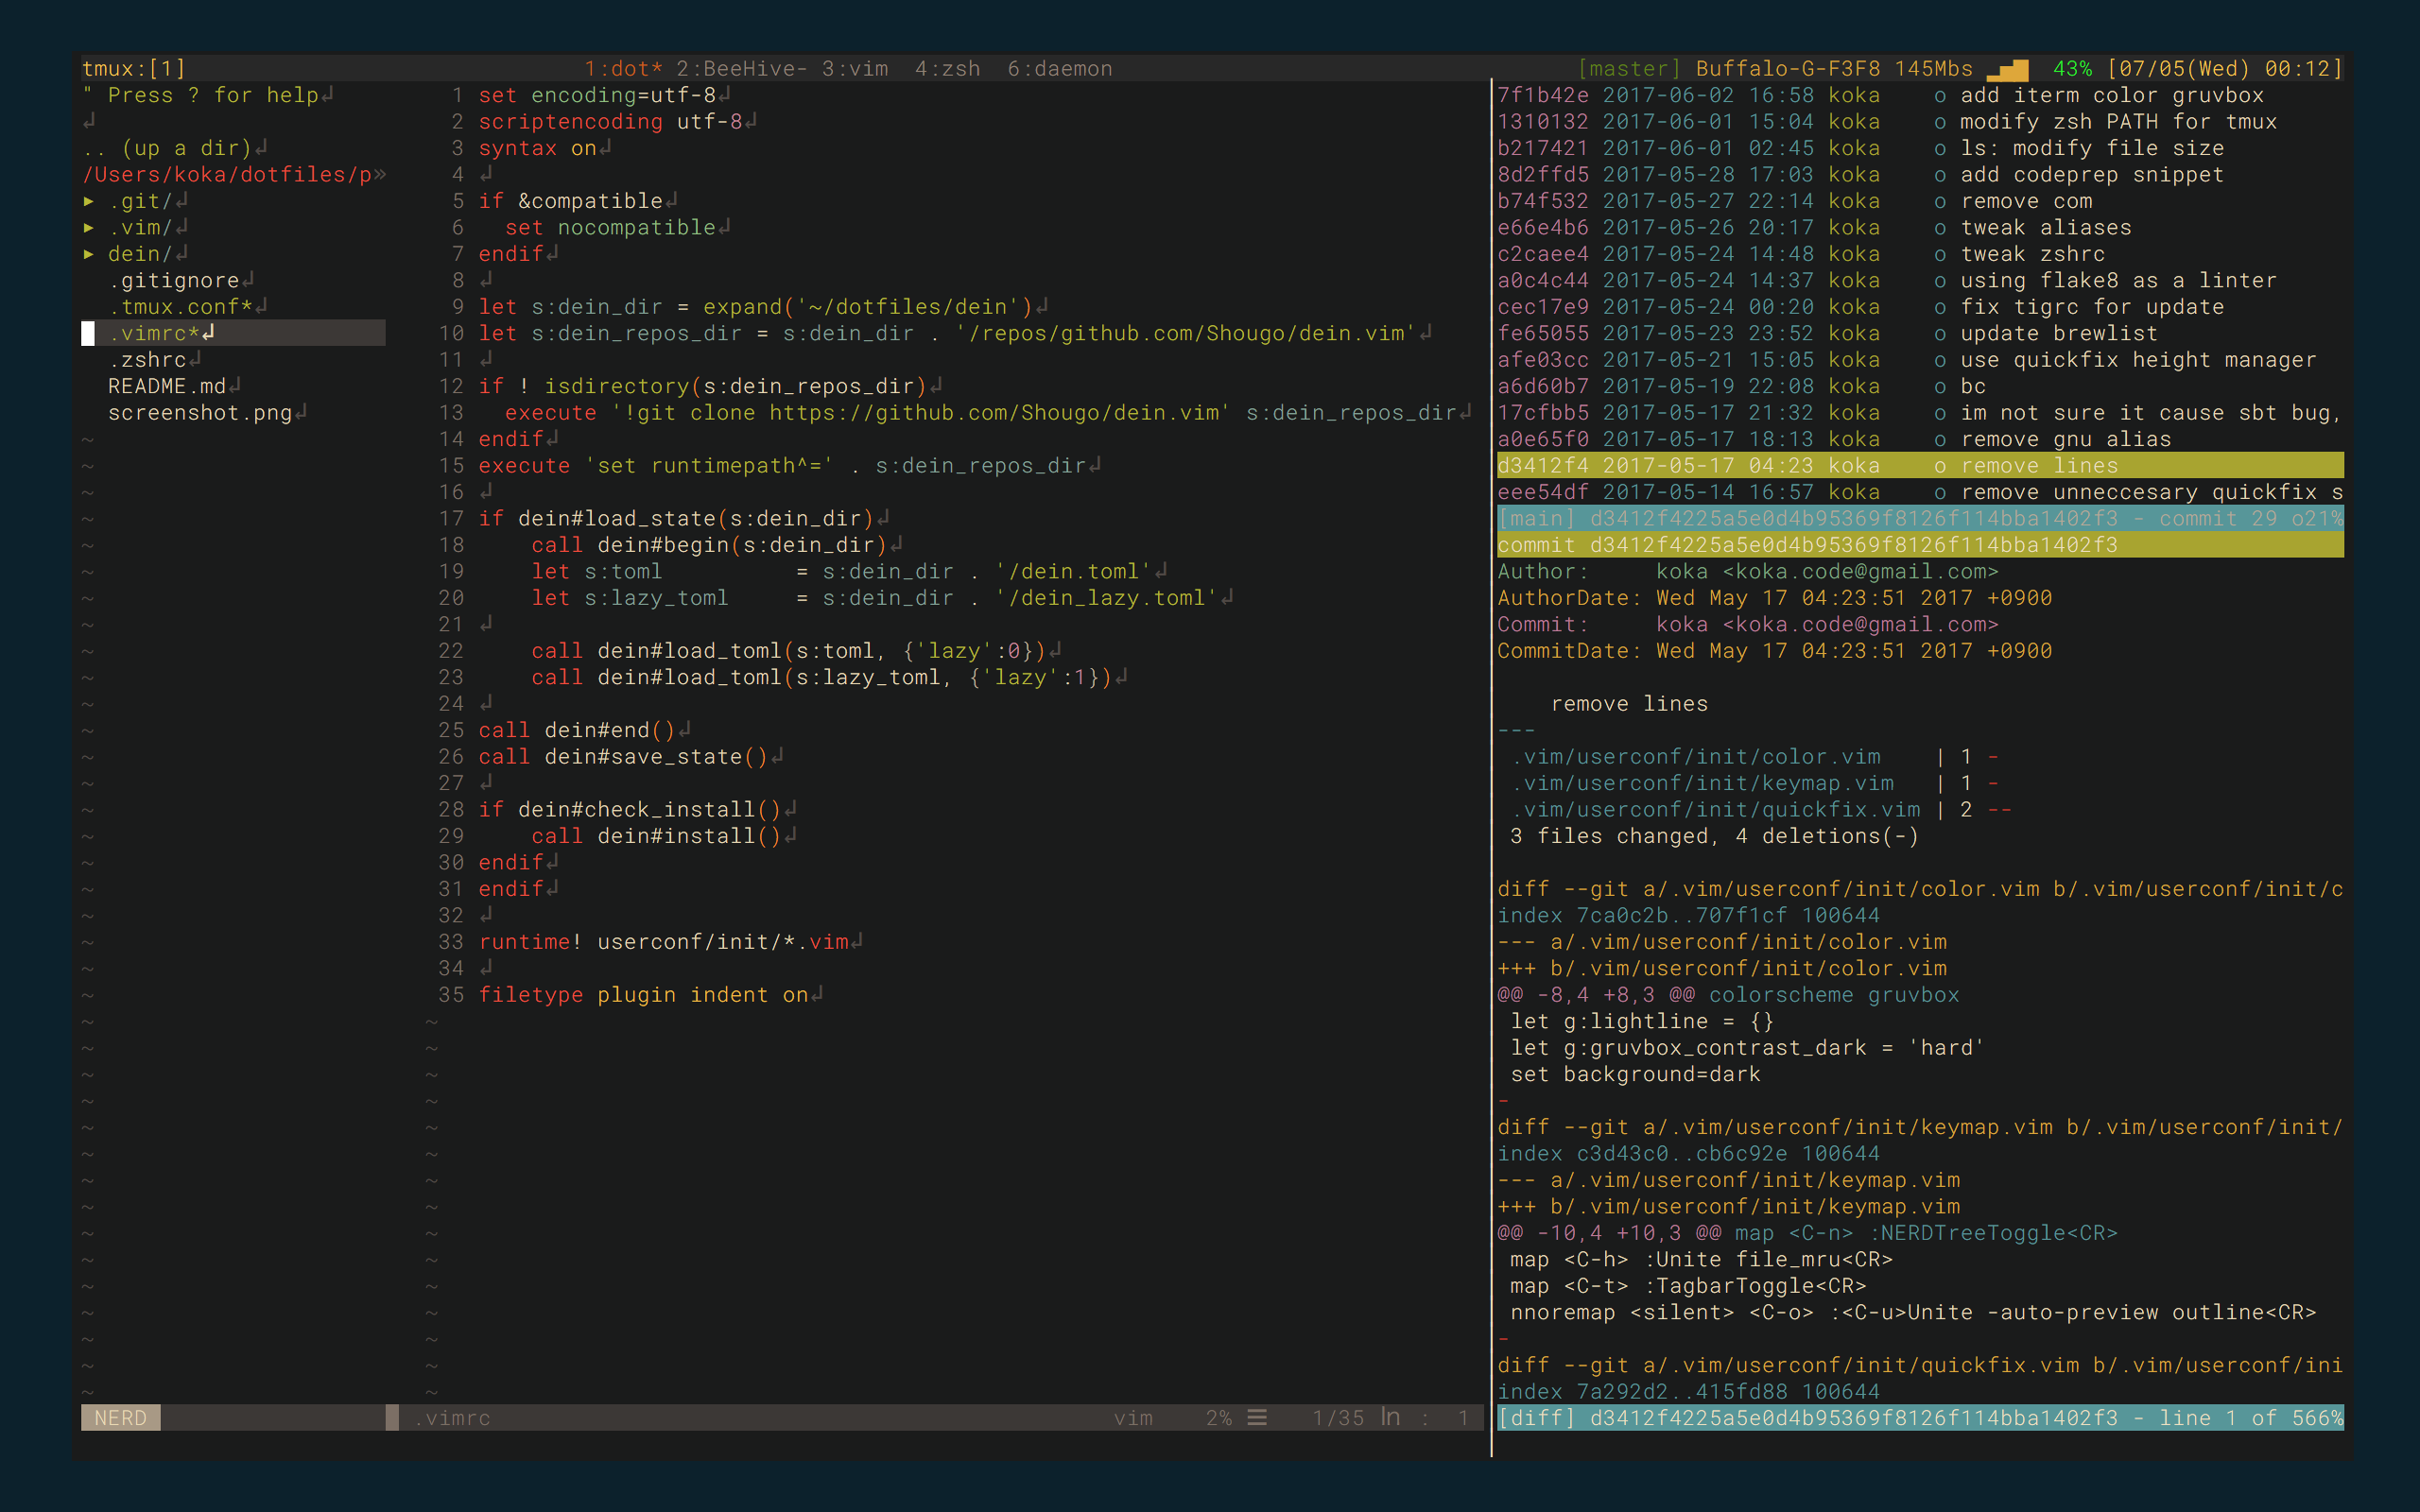 tmux:[1] 1:dot* 2:BeeHive- 3:vim 4:zsh 6:daemon [master] Buffalo-G-F3F8 145Mbs 43% [07/05(Wed) 00:12]
" Press ? for help
.. (up a dir)
/Users/koka/dotfiles/p»
▸ .git/
▸ .vim/
▸ dein/
.gitignore
.tmux.conf*
.vimrc*
.zshrc
README.md
screenshot.png
NERD
1 set encoding=utf-8
2 scriptencoding utf-8
3 syntax on
4
5 if &compatible
6   set nocompatible
7 endif
8
9 let s:dein_dir = expand('~/dotfiles/dein')
10 let s:dein_repos_dir = s:dein_dir . '/repos/github.com/Shougo/dein.vim'
11
12 if ! isdirectory(s:dein_repos_dir)
13   execute '!git clone https://github.com/Shougo/dein.vim' s:dein_repos_dir
14 endif
15 execute 'set runtimepath^=' . s:dein_repos_dir
16
17 if dein#load_state(s:dein_dir)
18     call dein#begin(s:dein_dir)
19     let s:toml          = s:dein_dir . '/dein.toml'
20     let s:lazy_toml     = s:dein_dir . '/dein_lazy.toml'
21
22     call dein#load_toml(s:toml, {'lazy':0})
23     call dein#load_toml(s:lazy_toml, {'lazy':1})
24
25 call dein#end()
26 call dein#save_state()
27
28 if dein#check_install()
29     call dein#install()
30 endif
31 endif
32
33 runtime! userconf/init/*.vim
34
35 filetype plugin indent on
.vimrc vim 2% ☰ 1/35 ln : 1
7f1b42e 2017-06-02 16:58 koka    o add iterm color gruvbox
1310132 2017-06-01 15:04 koka    o modify zsh PATH for tmux
b217421 2017-06-01 02:45 koka    o ls: modify file size
8d2ffd5 2017-05-28 17:03 koka    o add codeprep snippet
b74f532 2017-05-27 22:14 koka    o remove com
e66e4b6 2017-05-26 20:17 koka    o tweak aliases
c2caee4 2017-05-24 14:48 koka    o tweak zshrc
a0c4c44 2017-05-24 14:37 koka    o using flake8 as a linter
cec17e9 2017-05-24 00:20 koka    o fix tigrc for update
fe65055 2017-05-23 23:52 koka    o update brewlist
afe03cc 2017-05-21 15:05 koka    o use quickfix height manager
a6d60b7 2017-05-19 22:08 koka    o bc
17cfbb5 2017-05-17 21:32 koka    o im not sure it cause sbt bug,
a0e65f0 2017-05-17 18:13 koka    o remove gnu alias
d3412f4 2017-05-17 04:23 koka    o remove lines
eee54df 2017-05-14 16:57 koka    o remove unneccesary quickfix s
[main] d3412f4225a5e0d4b95369f8126f114bba1402f3 - commit 29 o21%
commit d3412f4225a5e0d4b95369f8126f114bba1402f3
Author:     koka <koka.code@gmail.com>
AuthorDate: Wed May 17 04:23:51 2017 +0900
Commit:     koka <koka.code@gmail.com>
CommitDate: Wed May 17 04:23:51 2017 +0900
remove lines
---
.vim/userconf/init/color.vim    | 1 -
.vim/userconf/init/keymap.vim   | 1 -
.vim/userconf/init/quickfix.vim | 2 --
3 files changed, 4 deletions(-)
diff --git a/.vim/userconf/init/color.vim b/.vim/userconf/init/c
index 7ca0c2b..707f1cf 100644
--- a/.vim/userconf/init/color.vim
+++ b/.vim/userconf/init/color.vim
@@ -8,4 +8,3 @@ colorscheme gruvbox
let g:lightline = {}
let g:gruvbox_contrast_dark = 'hard'
set background=dark
-
diff --git a/.vim/userconf/init/keymap.vim b/.vim/userconf/init/
index c3d43c0..cb6c92e 100644
--- a/.vim/userconf/init/keymap.vim
+++ b/.vim/userconf/init/keymap.vim
@@ -10,4 +10,3 @@ map <C-n> :NERDTreeToggle<CR>
map <C-h> :Unite file_mru<CR>
map <C-t> :TagbarToggle<CR>
nnoremap <silent> <C-o> :<C-u>Unite -auto-preview outline<CR>
-
diff --git a/.vim/userconf/init/quickfix.vim b/.vim/userconf/ini
index 7a292d2..415fd88 100644
[diff] d3412f4225a5e0d4b95369f8126f114bba1402f3 - line 1 of 566%